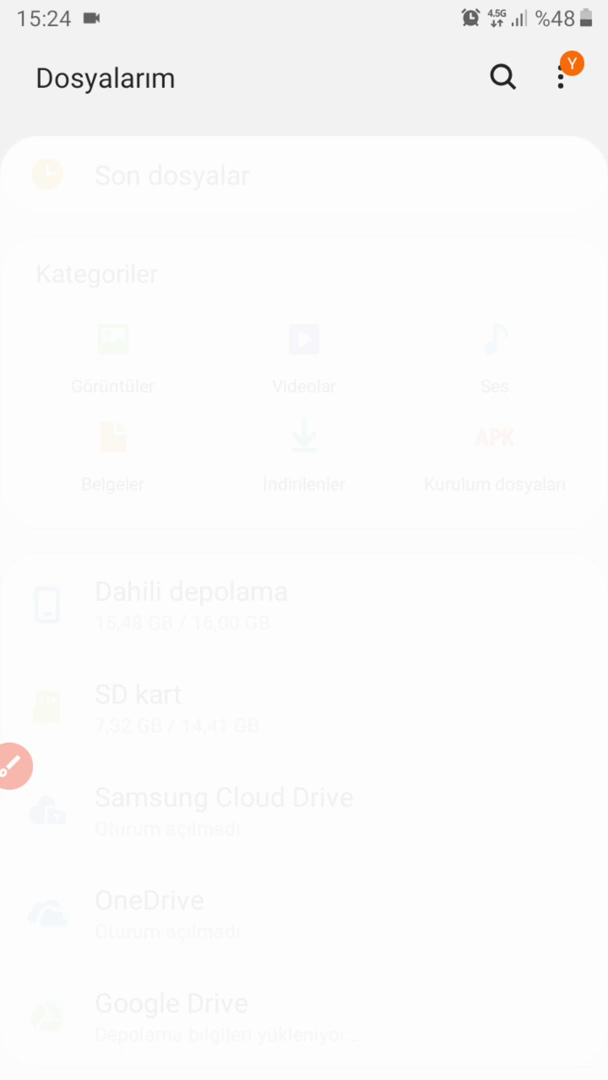 15:24
4.5G
%48
Dosyalarım
Y
Son dosyalar
Kategoriler
Görüntüler
Videolar
Ses
APK
Belgeler
İndirilenler
Kurulum dosyaları
Dahili depolama
15,48 GB / 16,00 GB
SD kart
7,32 GB / 14,41 GB
Samsung Cloud Drive
Oturum açılmadı
OneDrive
Oturum açılmadı
Google Drive
Depolama bilgileri yükleniyor...